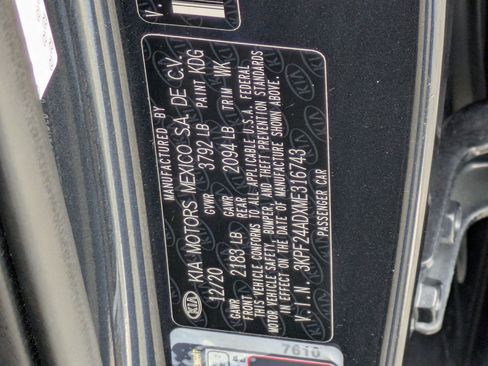 V.
MANUFACTURED BY
KIA MOTORS MEXICO S.A. DE C.V.
12/20 GVWR 3792 LB PAINT KDG
GAWR FRONT 2183 LB GAWR REAR 2094 LB TRIM WK
THIS VEHICLE CONFORMS TO ALL APPLICABLE U.S.A. FEDERAL
MOTOR VEHICLE SAFETY, BUMPER, AND THEFT PREVENTION STANDARDS
IN EFFECT ON THE DATE OF MANUFACTURE SHOWN ABOVE.
V.I.N. 3KPF24ADXME316743
PASSENGER CAR
KIA
7610